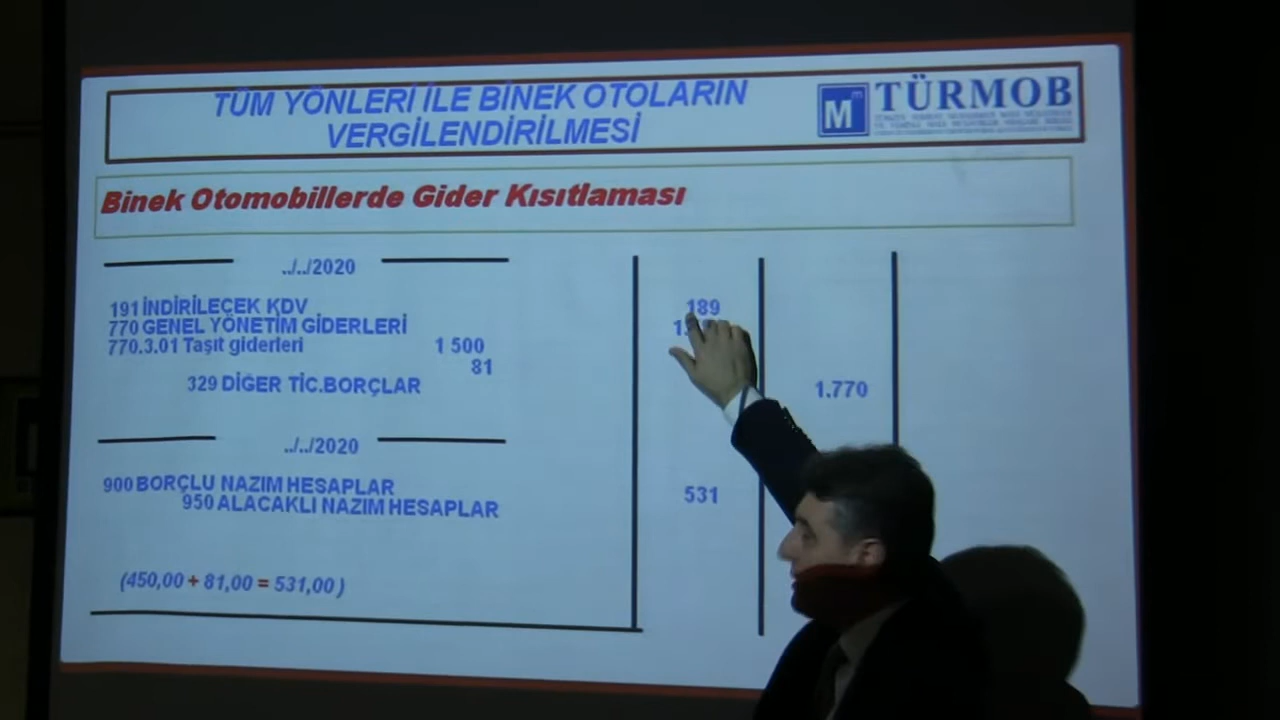 TÜM YÖNLERİ İLE BİNEK OTOLARIN
VERGİLENDİRİLMESİ
M
TÜRMOB
Binek Otomobillerde Gider Kısıtlaması
../../2020
191 İNDİRİLEÇEK KDV 189
770 GENEL YÖNETİM GİDERLERİ
770.3.01 Taşıt giderleri 1 500
81
329 DİĞER TİC.BORÇLAR 1.770
../../2020
900 BORÇLU NAZIM HESAPLAR 531
950 ALACAKLI NAZIM HESAPLAR
(450,00 + 81,00 = 531,00 )